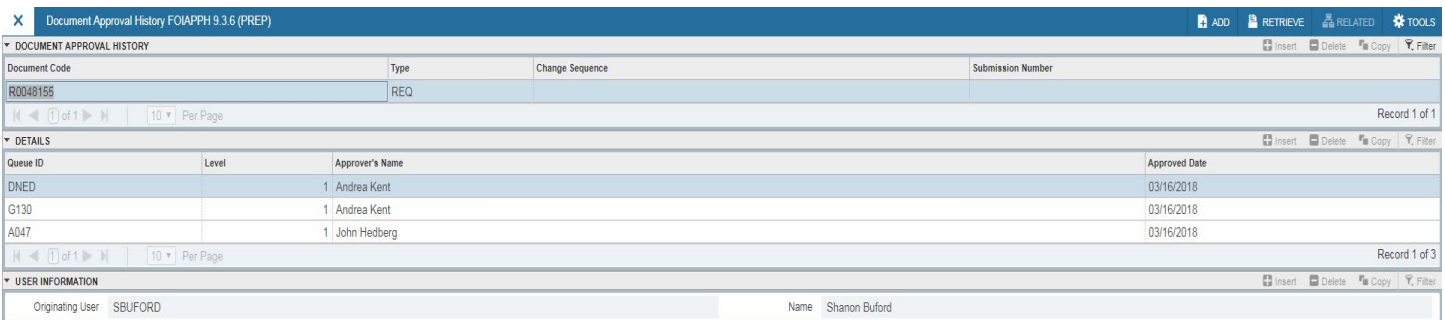 X Document Approval History FOIAPPH 9.3.6 (PREP) ADD RETRIEVE RELATED TOOLS
DOCUMENT APPROVAL HISTORY Insert Delete Copy Filter
Document Code Type Change Sequence Submission Number
R0048155 REQ
1 of 1 10 Per Page Record 1 of 1
DETAILS Insert Delete Copy Filter
Queue ID Level Approver's Name Approved Date
DNED 1 Andrea Kent 03/16/2018
G130 1 Andrea Kent 03/16/2018
A047 1 John Hedberg 03/16/2018
1 of 1 10 Per Page Record 1 of 3
USER INFORMATION Insert Delete Copy Filter
Originating User SBUFORD Name Shanon Buford